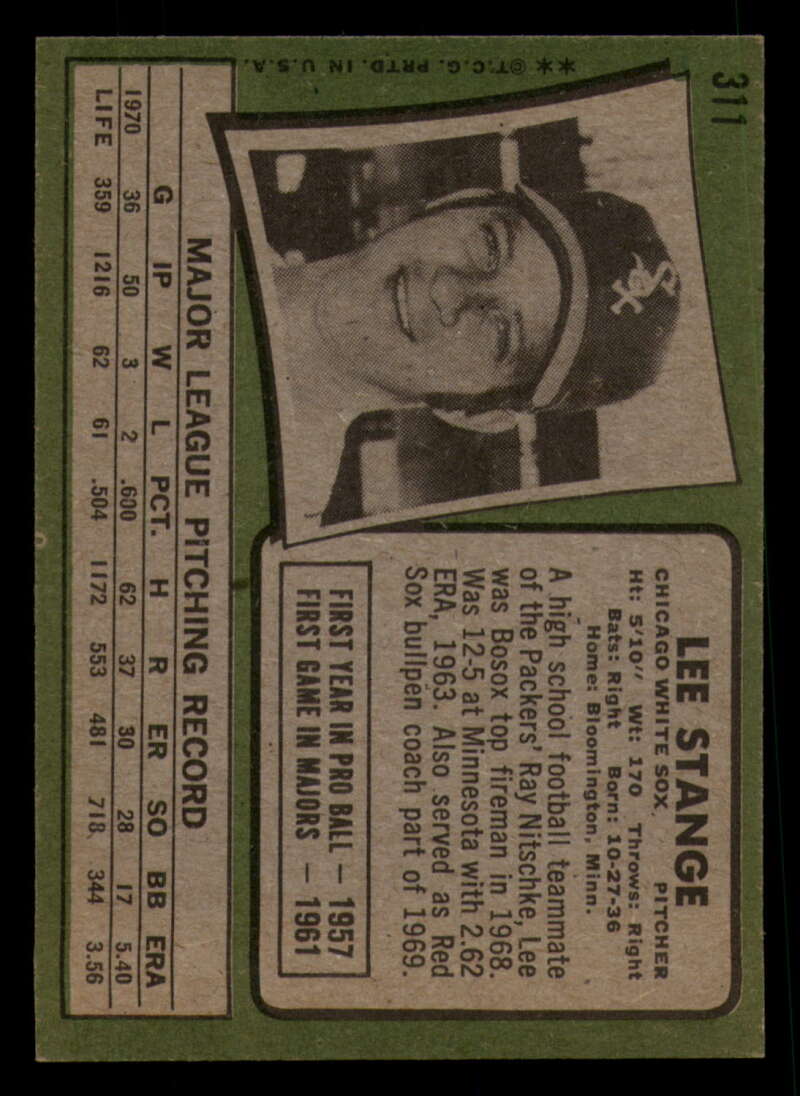 311
LEE STANGE
CHICAGO WHITE SOX PITCHER
Ht: 5'10" Wt: 170 Throws: Right
Bats: Right Born: 10-27-36
Home: Bloomington, Minn.
A high school football teammate
of the Packers' Ray Nitschke, Lee
was Bosox top fireman in 1968.
Was 12-5 at Minnesota with 2.62
ERA, 1963. Also served as Red
Sox bullpen coach part of 1969.
FIRST YEAR IN PRO BALL — 1957
FIRST GAME IN MAJORS — 1961
MAJOR LEAGUE PITCHING RECORD
G IP W L PCT. H R ER SO BB ERA
1970 36 50 3 2 .600 62 37 30 28 17 5.40
LIFE 359 1216 62 61 .504 1172 553 481 718 344 3.56
** ©T.C.G. PRTD. IN U.S.A.